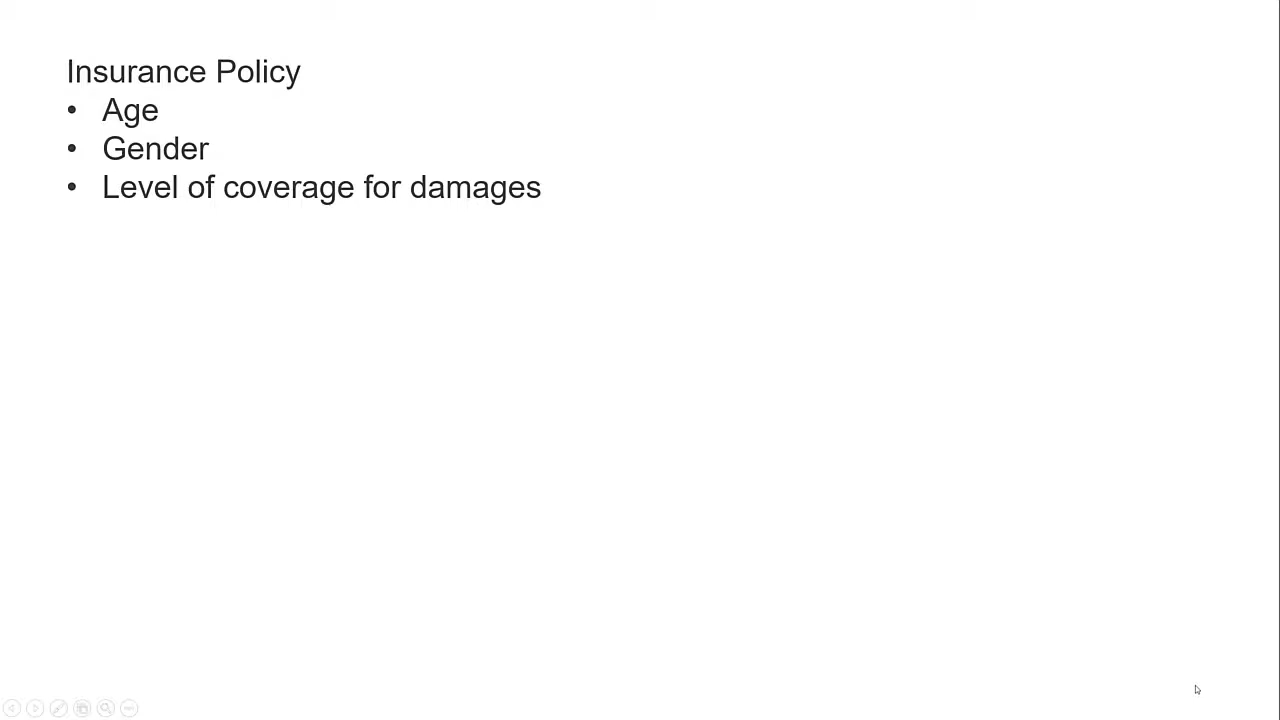 Insurance Policy
• Age
• Gender
• Level of coverage for damages